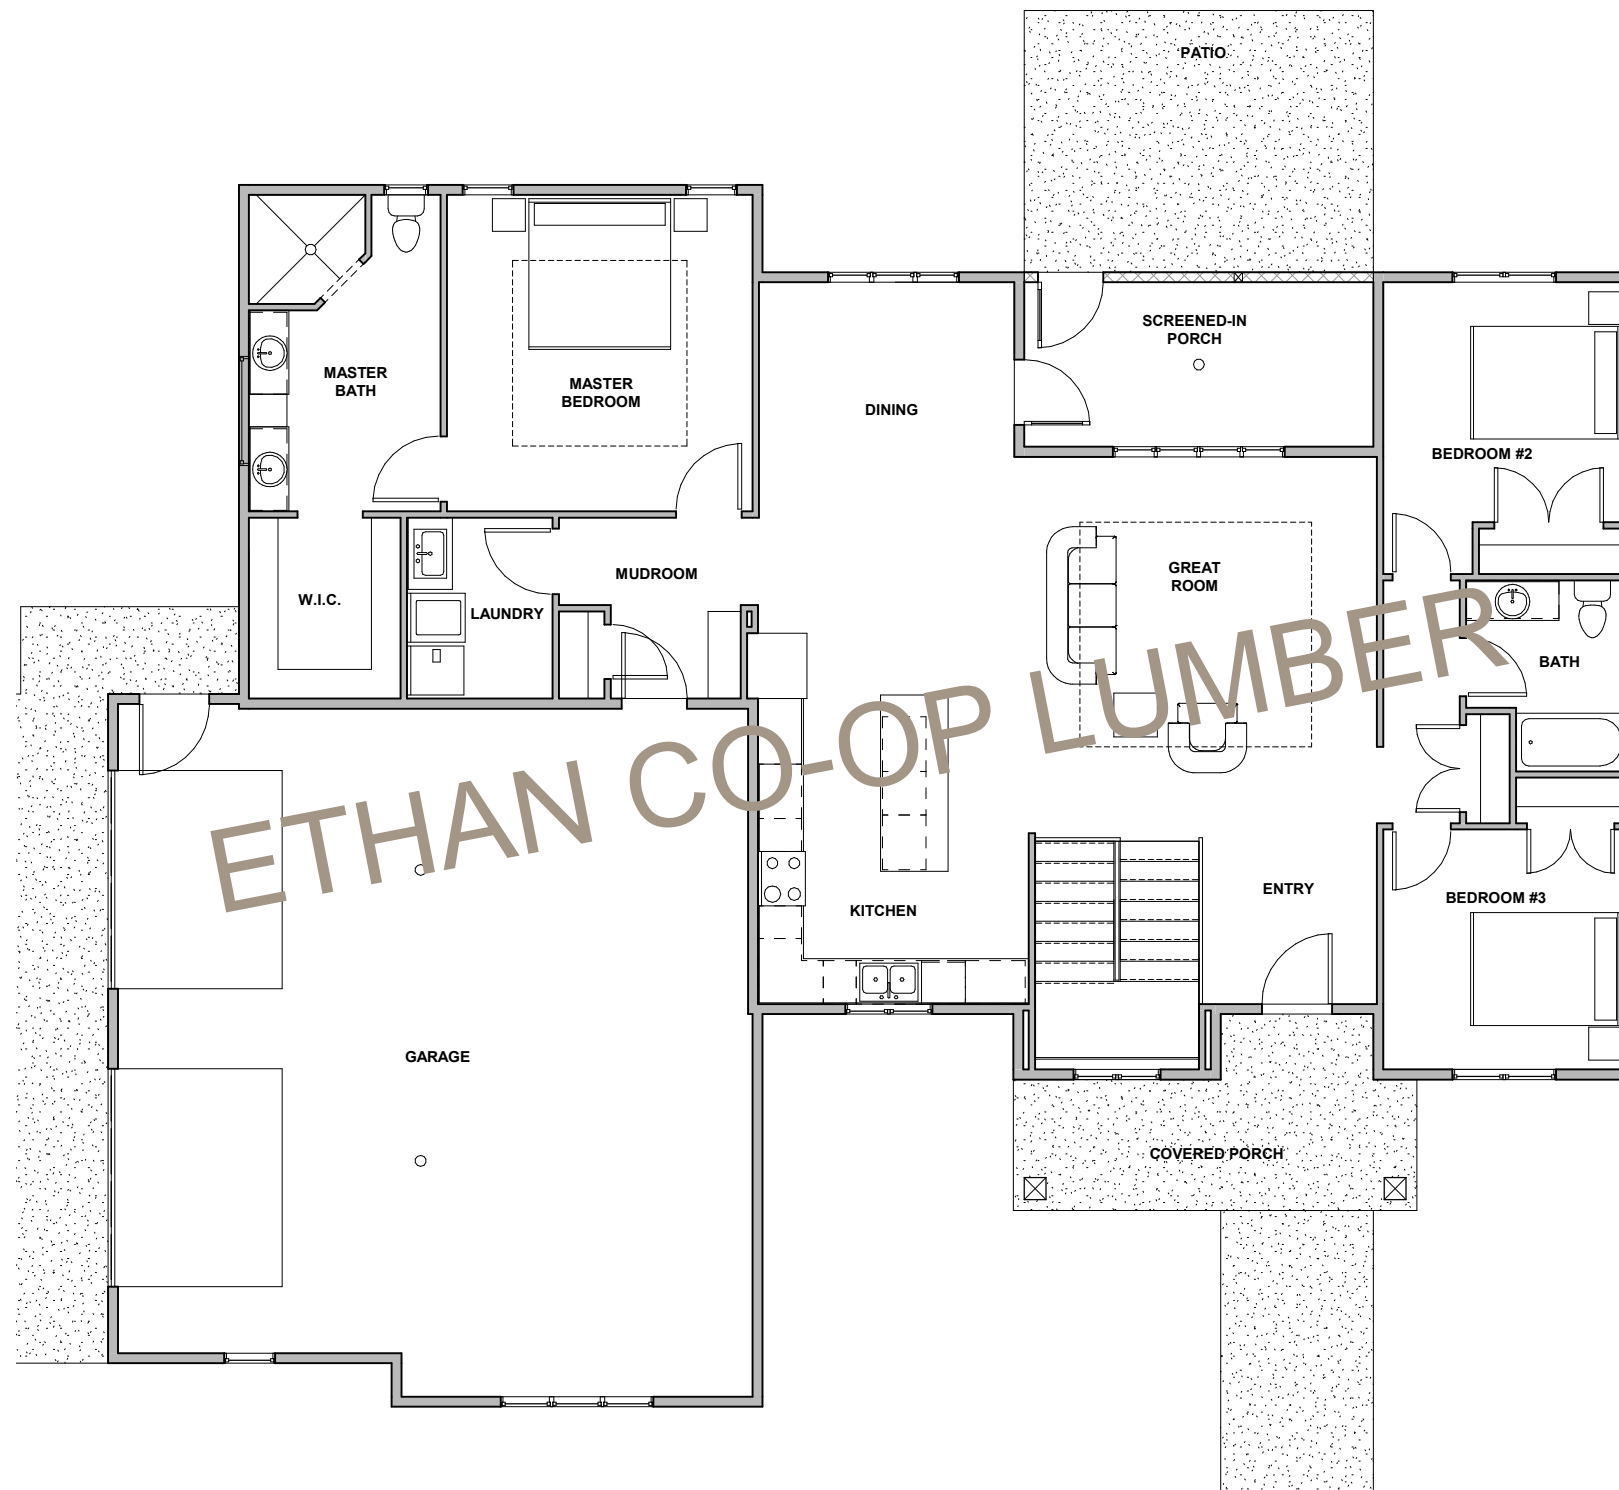 PATIO
SCREENED-IN
PORCH
MASTER
BATH
MASTER
BEDROOM
DINING
BEDROOM #2
MUDROOM
GREAT
ROOM
W.I.C.
LAUNDRY
BATH
ETHAN CO-OP LUMBER
ENTRY
BEDROOM #3
KITCHEN
GARAGE
COVERED PORCH